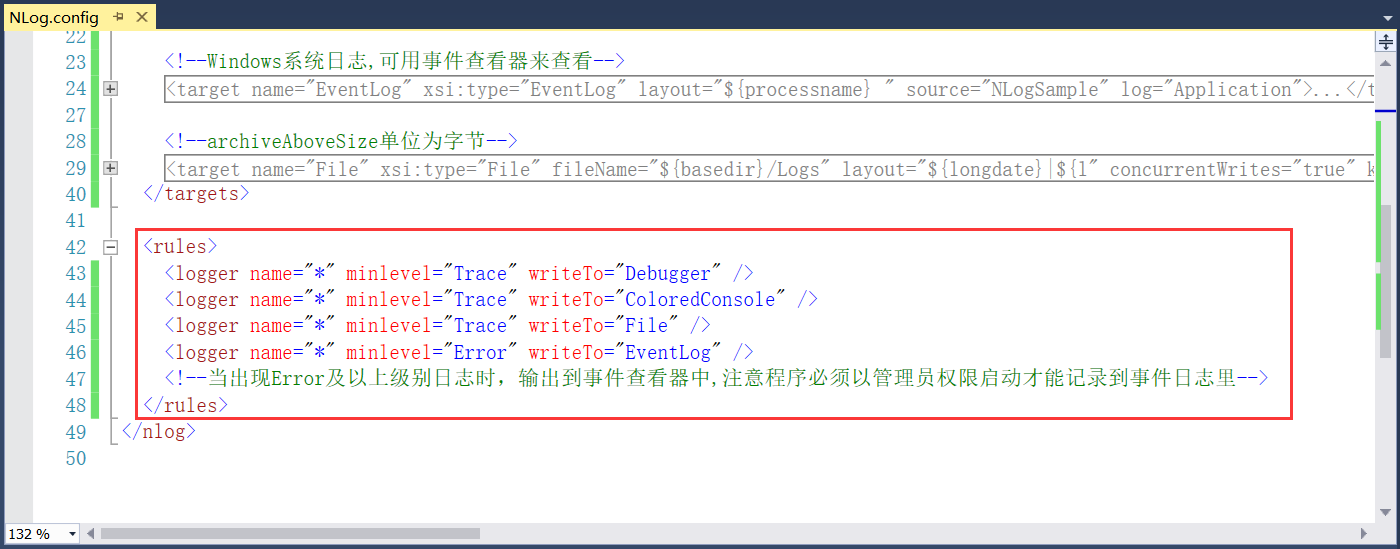 NLog.config
22
23 <!--Windows系统日志,可用事件查看器来查看-->
24 <target name="EventLog" xsi:type="EventLog" layout="${processname} " source="NLogSample" log="Application">...</t
27
28 <!--archiveAboveSize单位为字节-->
29 <target name="File" xsi:type="File" fileName="${basedir}/Logs" layout="${longdate}|${l" concurrentWrites="true" k
40 </targets>
41
42 <rules>
43 <logger name="*" minlevel="Trace" writeTo="Debugger" />
44 <logger name="*" minlevel="Trace" writeTo="ColoredConsole" />
45 <logger name="*" minlevel="Trace" writeTo="File" />
46 <logger name="*" minlevel="Error" writeTo="EventLog" />
47 <!--当出现Error及以上级别日志时，输出到事件查看器中,注意程序必须以管理员权限启动才能记录到事件日志里-->
48 </rules>
49 </nlog>
50
132 %